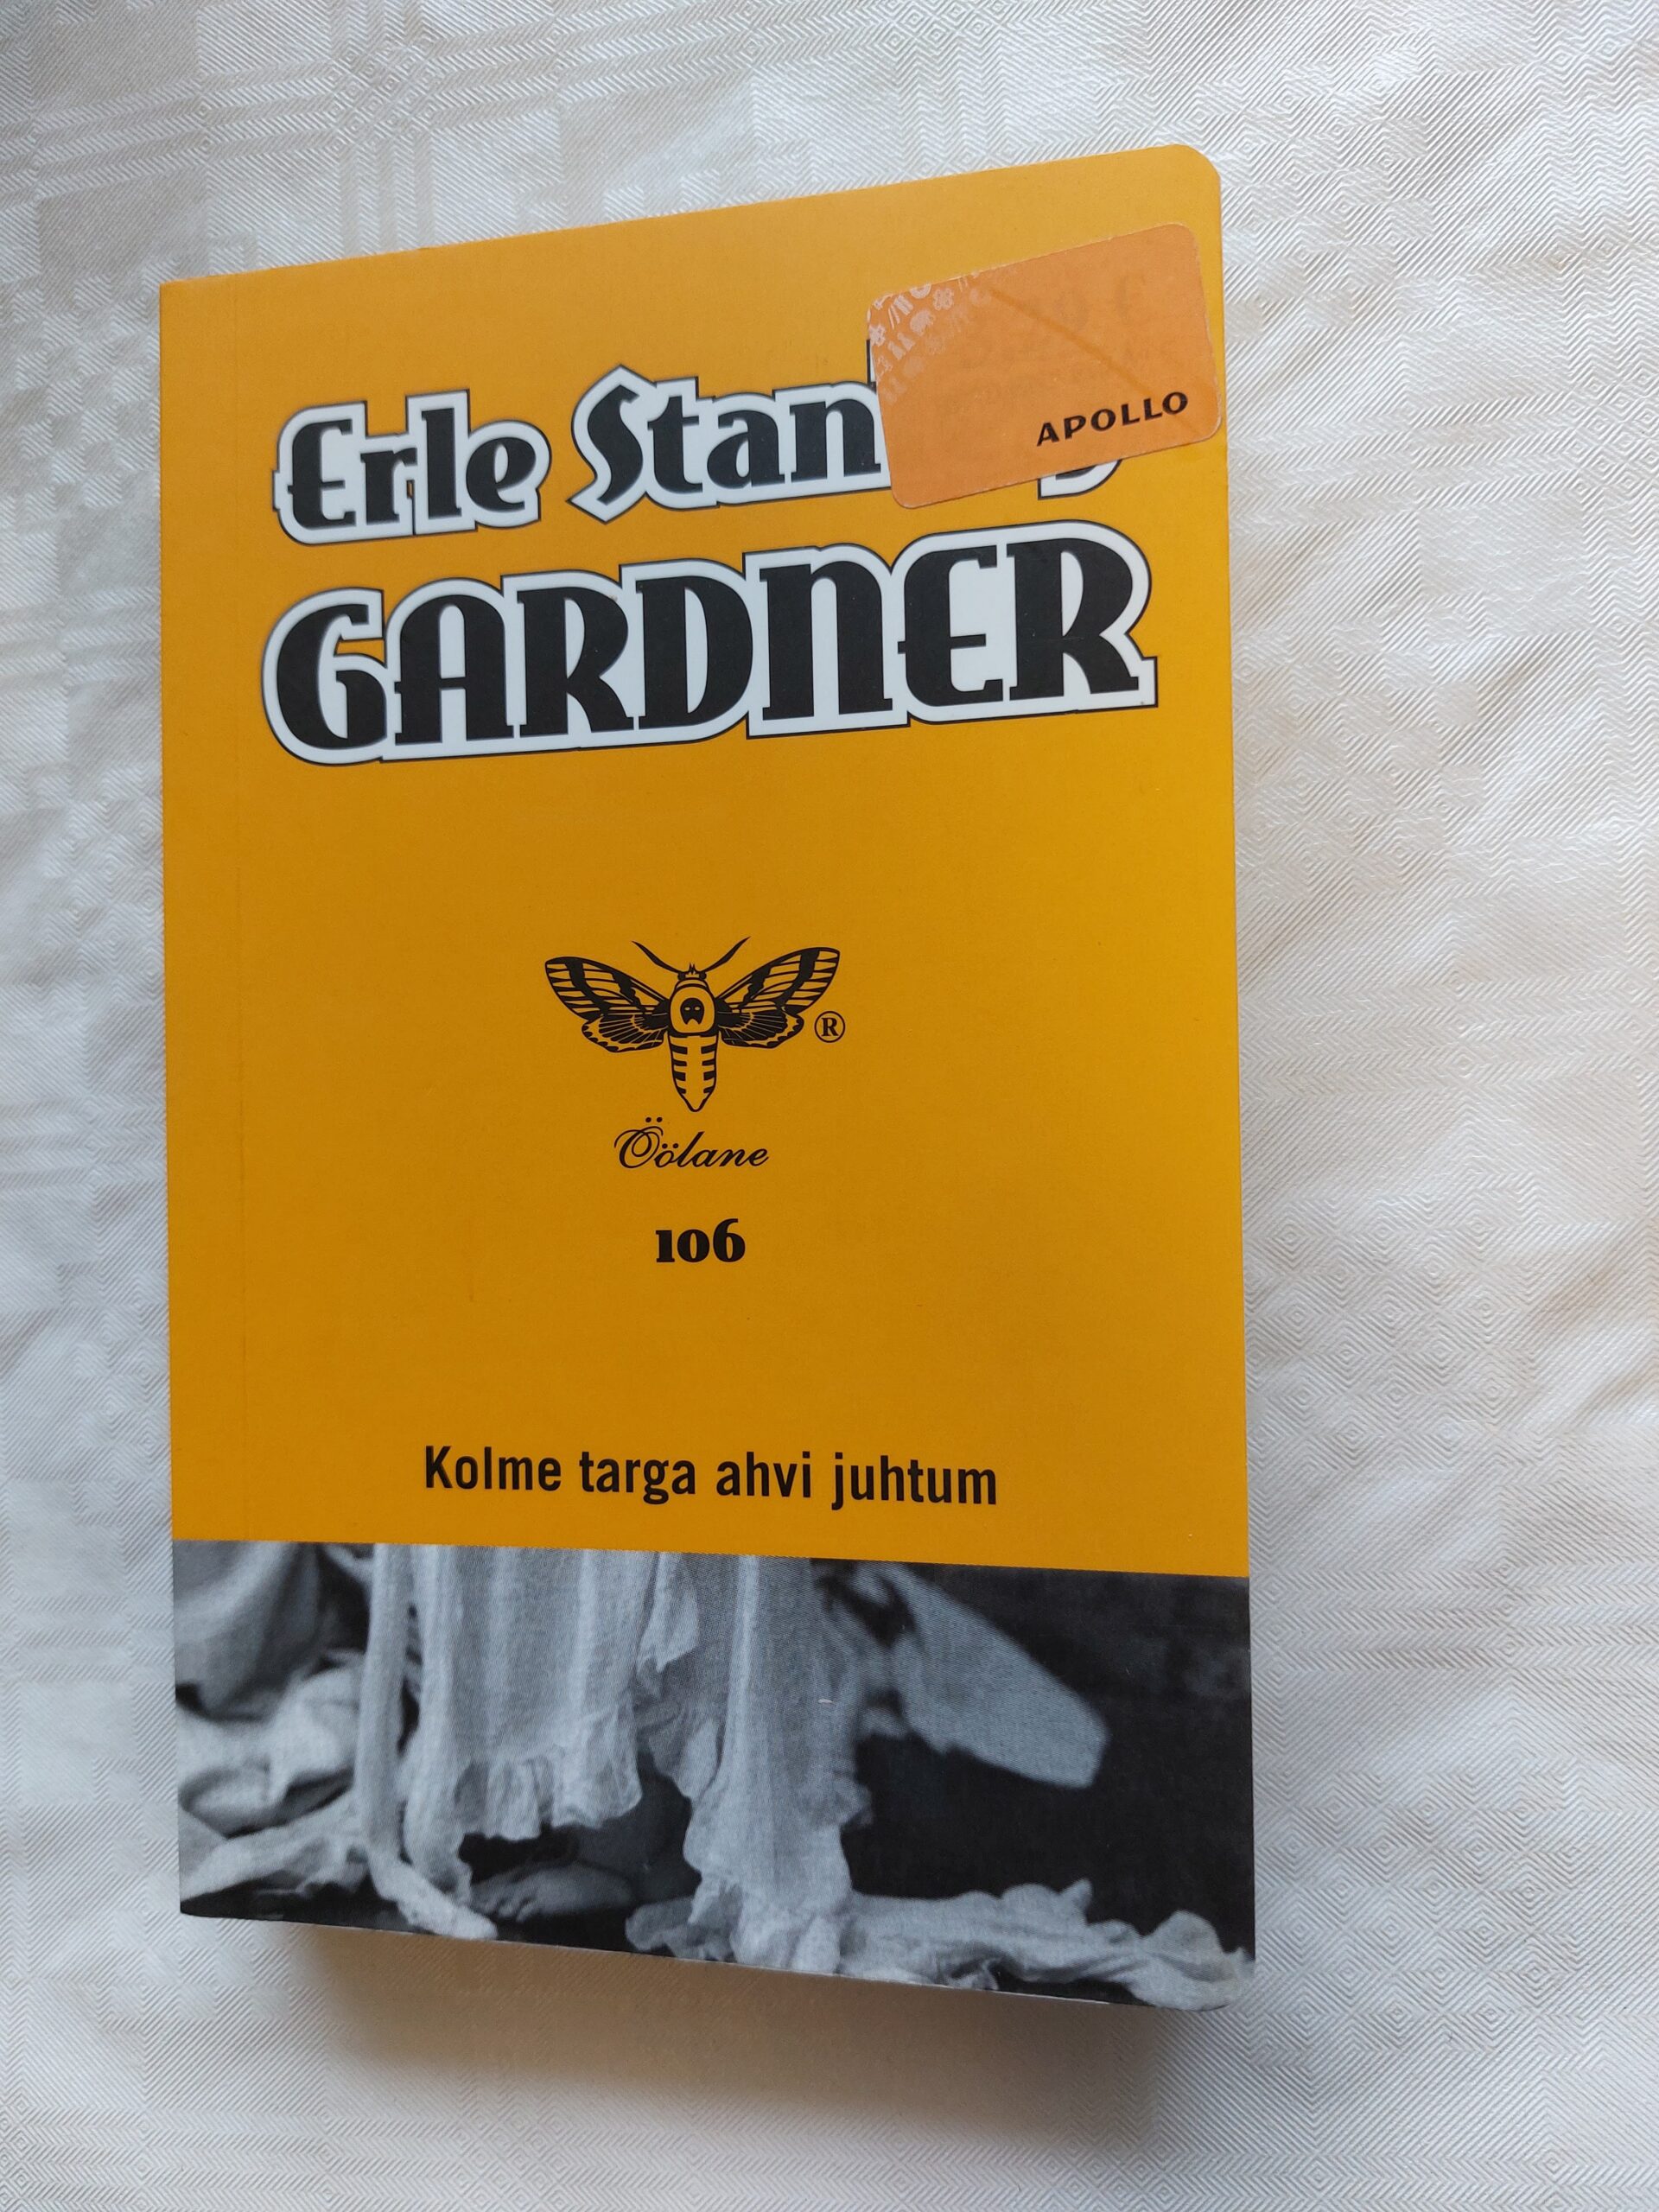 Erle Stan
APOLLO
GARDNER
®
Öölane
106
Kolme targa ahvi juhtum